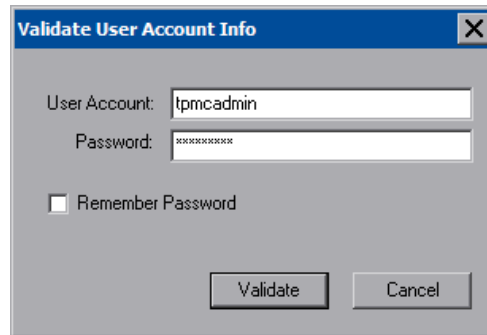 Validate User Account Info
User Account: tpmcadmin
Password: *********
Remember Password
Validate Cancel